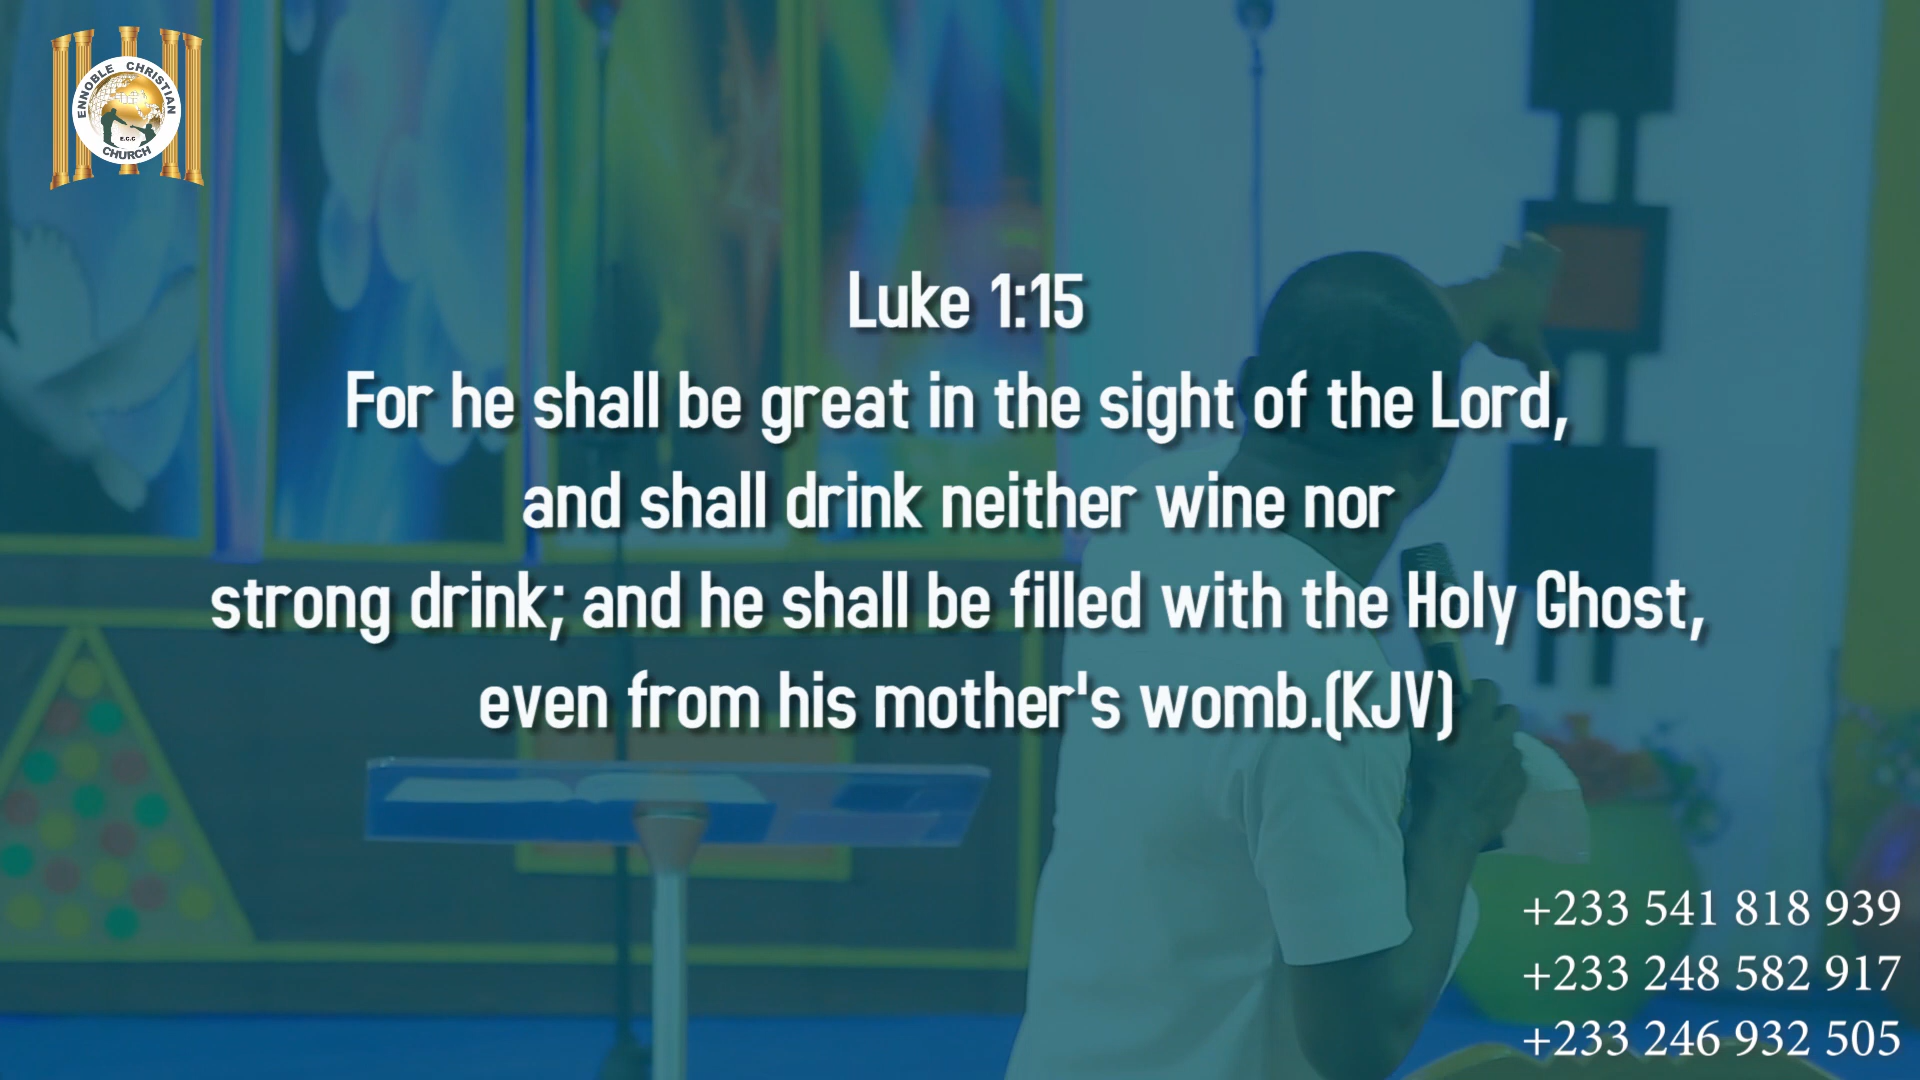 ENNOBLE CHRISTIAN
E.C.C
CHURCH
Luke 1:15
For he shall be great in the sight of the Lord,
and shall drink neither wine nor
strong drink; and he shall be filled with the Holy Ghost,
even from his mother's womb.(KJV)
+233 541 818 939
+233 248 582 917
+233 246 932 505